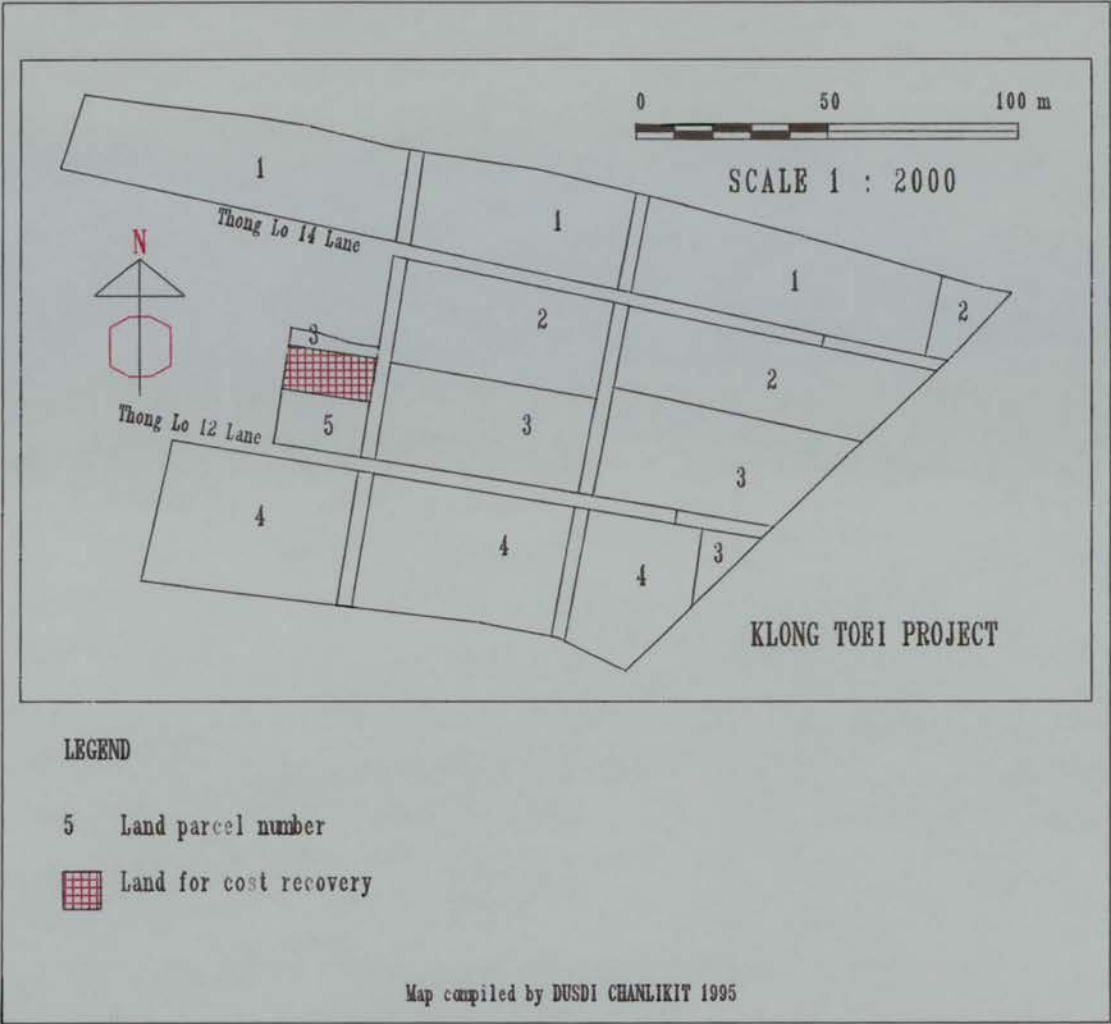 0 50 100 m
SCALE 1 : 2000
1
1
Thong Lo 14 Lane
N
1
2
2
3
2
Thong Lo 12 Lane
5
3
3
4
4
4
3
KLONG TOEI PROJECT
LEGEND
5 Land parcel number
Land for cost recovery
Map compiled by DUSDI CHANLIKIT 1995